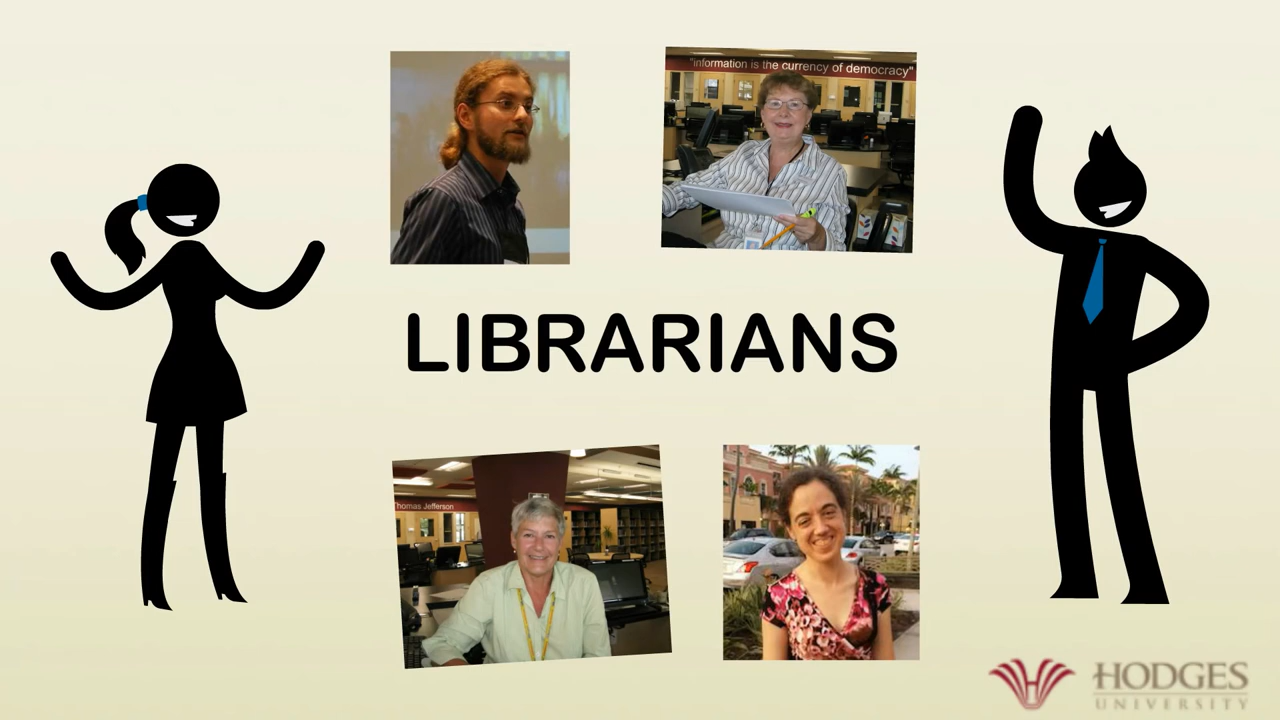 "information is the currency of democracy"
LIBRARIANS
Thomas Jefferson
HODGES
UNIVERSITY